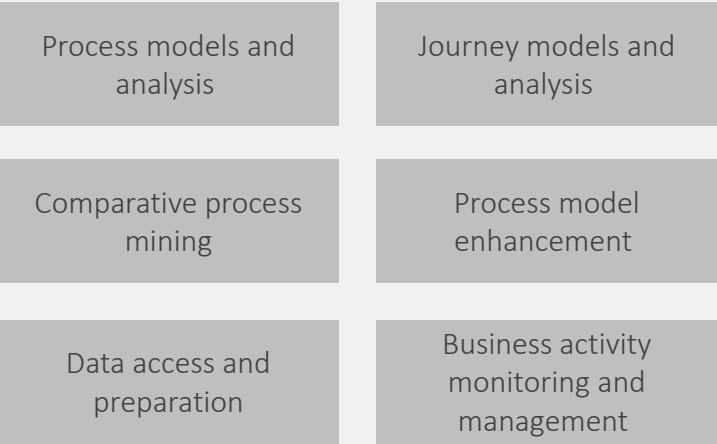 Process models and
analysis
Journey models and
analysis
Comparative process
mining
Process model
enhancement
Data access and
preparation
Business activity
monitoring and
management